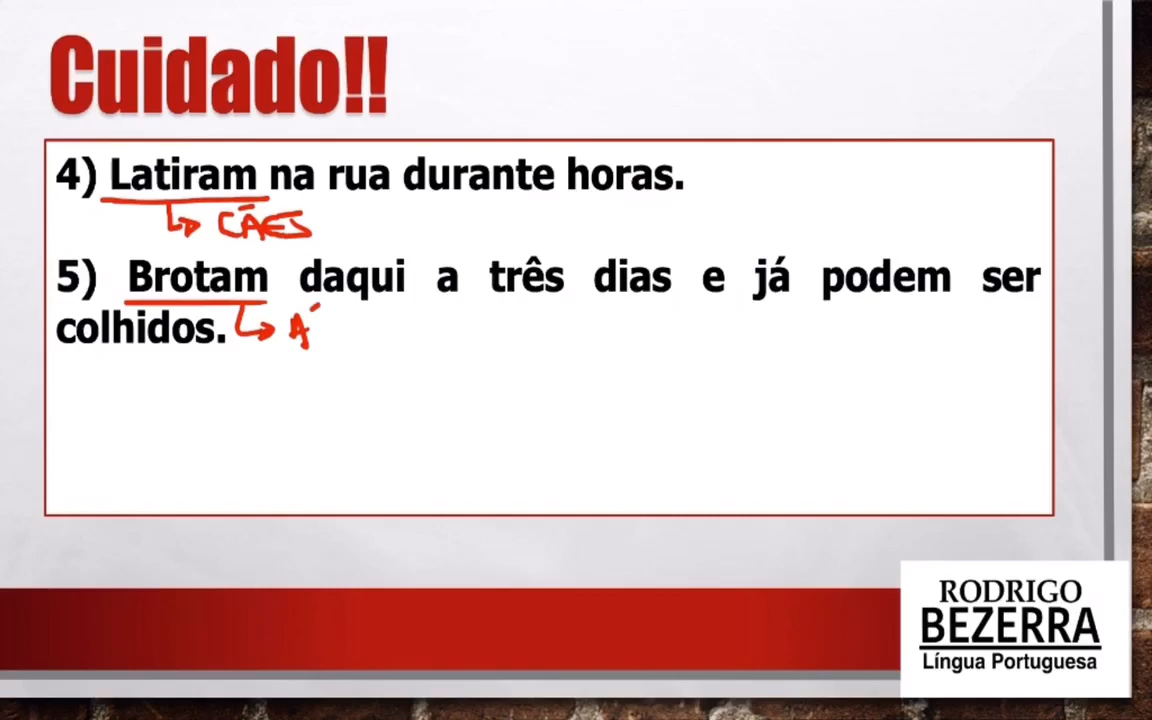 Cuidado!!
4) Latiram na rua durante horas.
CÃES
5) Brotam daqui a três dias e já podem ser
colhidos.
Á
RODRIGO
BEZERRA
Língua Portuguesa